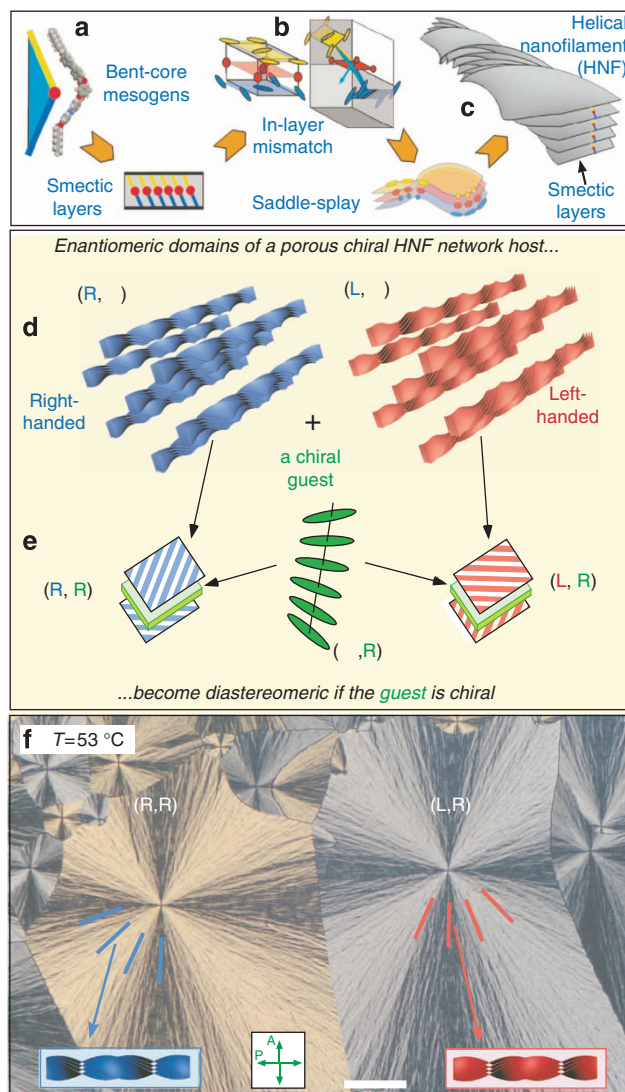 a
Bent-core
mesogens
b
In-layer
mismatch
Helical
nanofilament
(HNF)
c
Smectic
layers
Saddle-splay
Smectic
layers
Enantiomeric domains of a porous chiral HNF network host...
(R, )
(L, )
d
Right-
handed
Left-
handed
+
a chiral
guest
e
(R, R)
(L, R)
( ,R)
...become diastereomeric if the guest is chiral
f T=53 °C
(R,R)
(L,R)
A
P